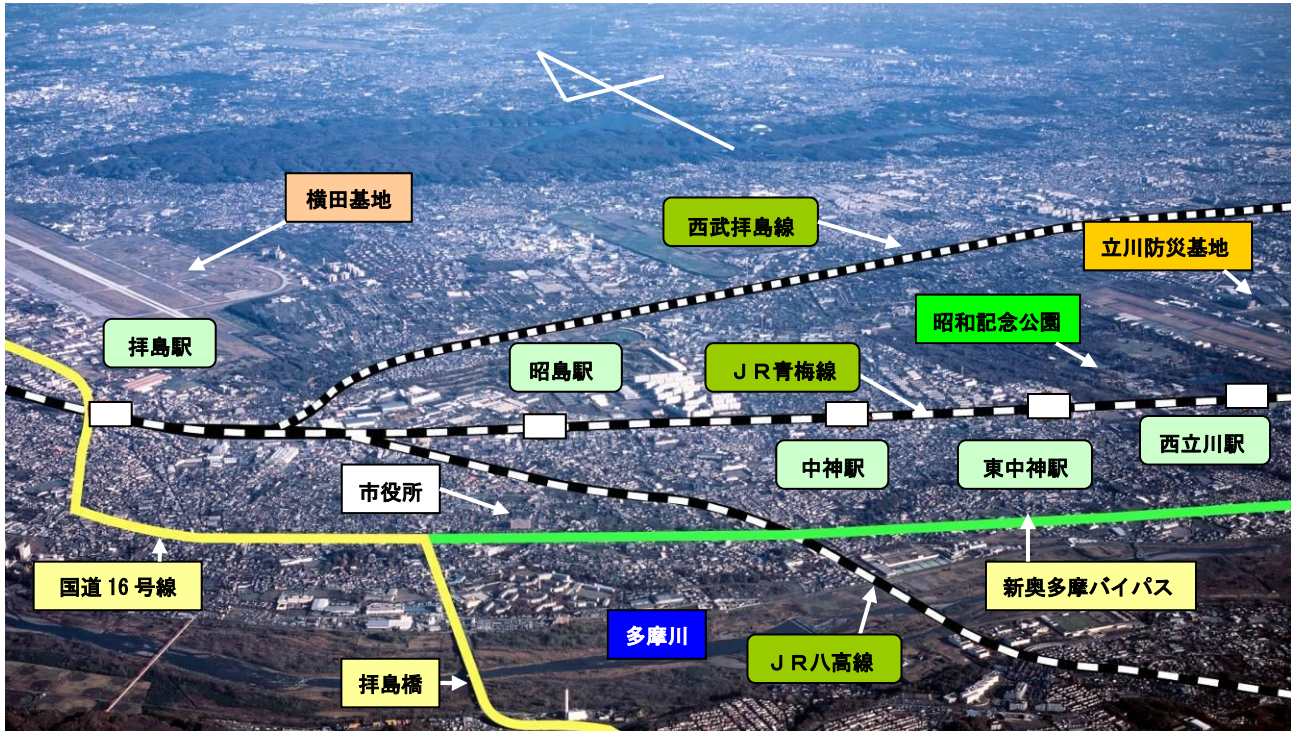 横田基地
西武拝島線
立川防災基地
昭和記念公園
拝島駅
昭島駅
ＪＲ青梅線
中神駅
東中神駅
西立川駅
市役所
国道16号線
新奥多摩バイパス
多摩川
ＪＲ八高線
拝島橋